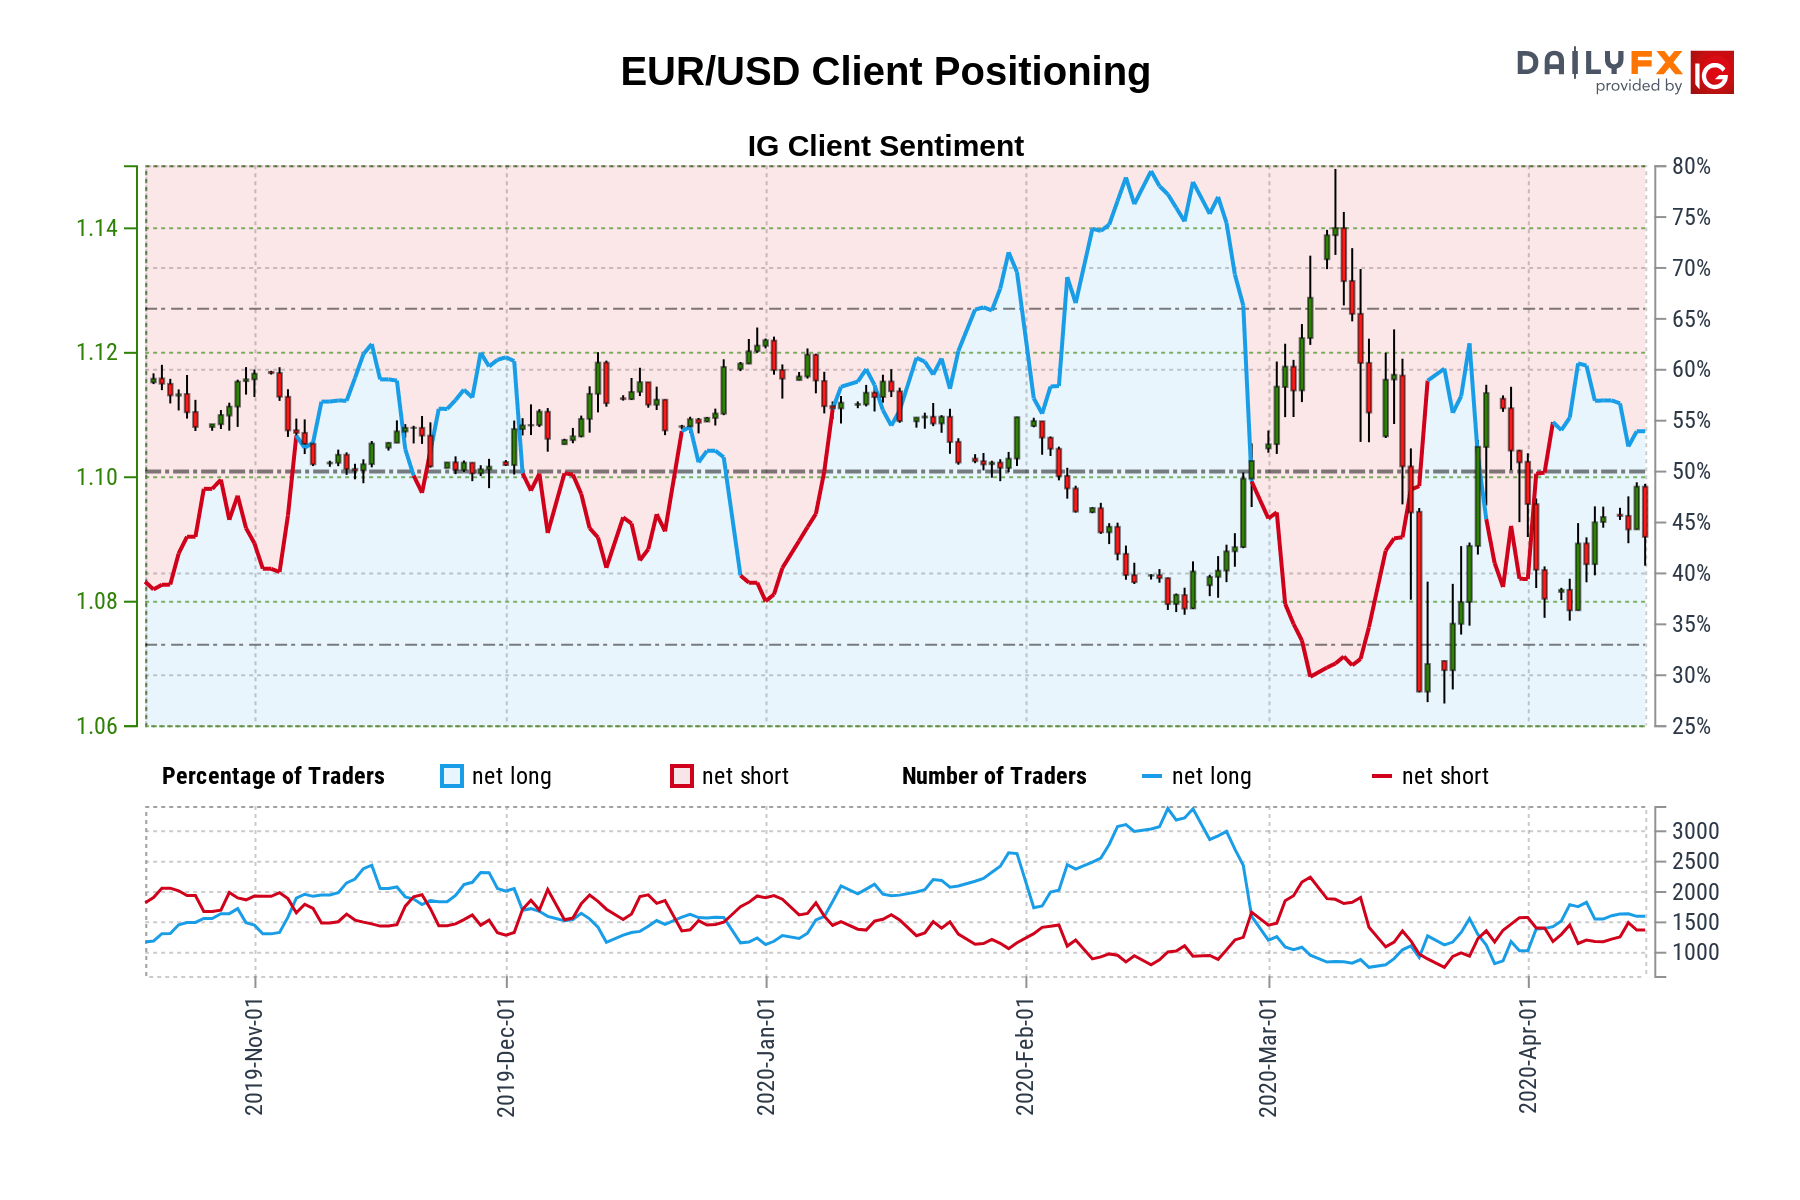 EUR/USD Client Positioning
DAILYFX
provided by IG
IG Client Sentiment
1.14
1.12
1.10
1.08
1.06
80%
75%
70%
65%
60%
55%
50%
45%
40%
35%
30%
25%
Percentage of Traders net long net short Number of Traders net long net short
3000
2500
2000
1500
1000
2019-Nov-01
2019-Dec-01
2020-Jan-01
2020-Feb-01
2020-Mar-01
2020-Apr-01